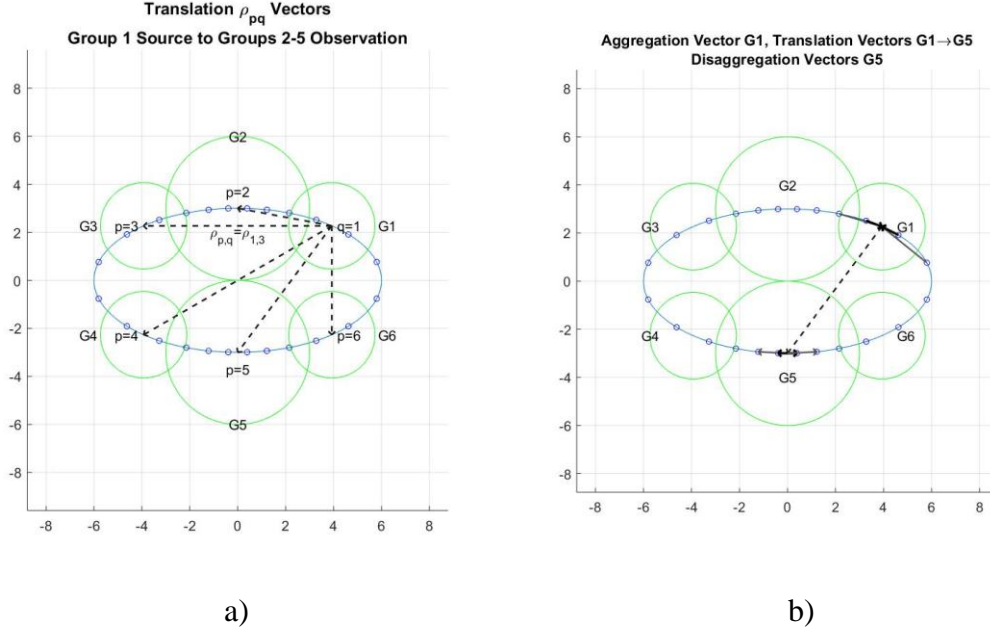 Translation ρpq Vectors
Group 1 Source to Groups 2-5 Observation
8
6
4
2
0
-2
-4
-6
-8
-8 -6 -4 -2 0 2 4 6 8
G2
p=2
G3 p=3 q=1 G1
ρp,q=ρ1,3
G4 p=4 p=6 G6
p=5
G5
a)
Aggregation Vector G1, Translation Vectors G1→G5
Disaggregation Vectors G5
8
6
4
2
0
-2
-4
-6
-8
-8 -6 -4 -2 0 2 4 6 8
G2
G3 G1
G4 G6
G5
b)